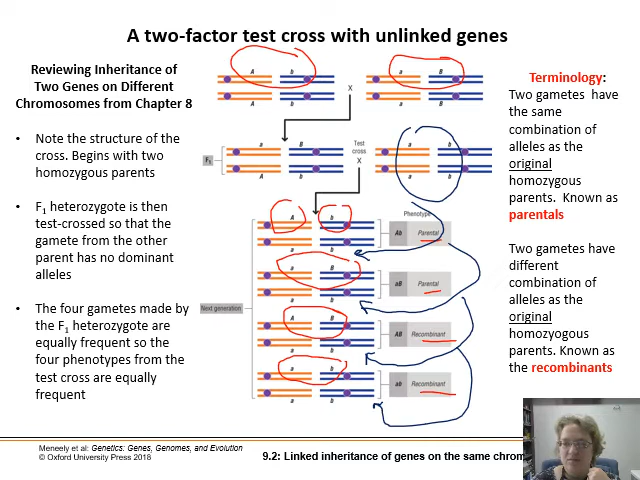 A two-factor test cross with unlinked genes
Reviewing Inheritance of
Two Genes on Different
Chromosomes from Chapter 8
• Note the structure of the
cross. Begins with two
homozygous parents
• F1 heterozygote is then
test-crossed so that the
gamete from the other
parent has no dominant
alleles
• The four gametes made by
the F1 heterozygote are
equally frequent so the
four phenotypes from the
test cross are equally
frequent
A b a B
A b a B
X
Test
cross
X
F1
a B a b
A b a b
Phenotype
A b
a b
Ab Parental
a B
a b
aB Parental
Next generation
A B
a b
AB Recombinant
a b
a b
ab Recombinant
Terminology:
Two gametes have
the same
combination of
alleles as the
original
homozygous
parents. Known as
parentals
Two gametes have
different
combination of
alleles as the
original
homozyogous
parents. Known as
the recombinants
Meneely et al: Genetics: Genes, Genomes, and Evolution
© Oxford University Press 2018
9.2: Linked inheritance of genes on the same chrom